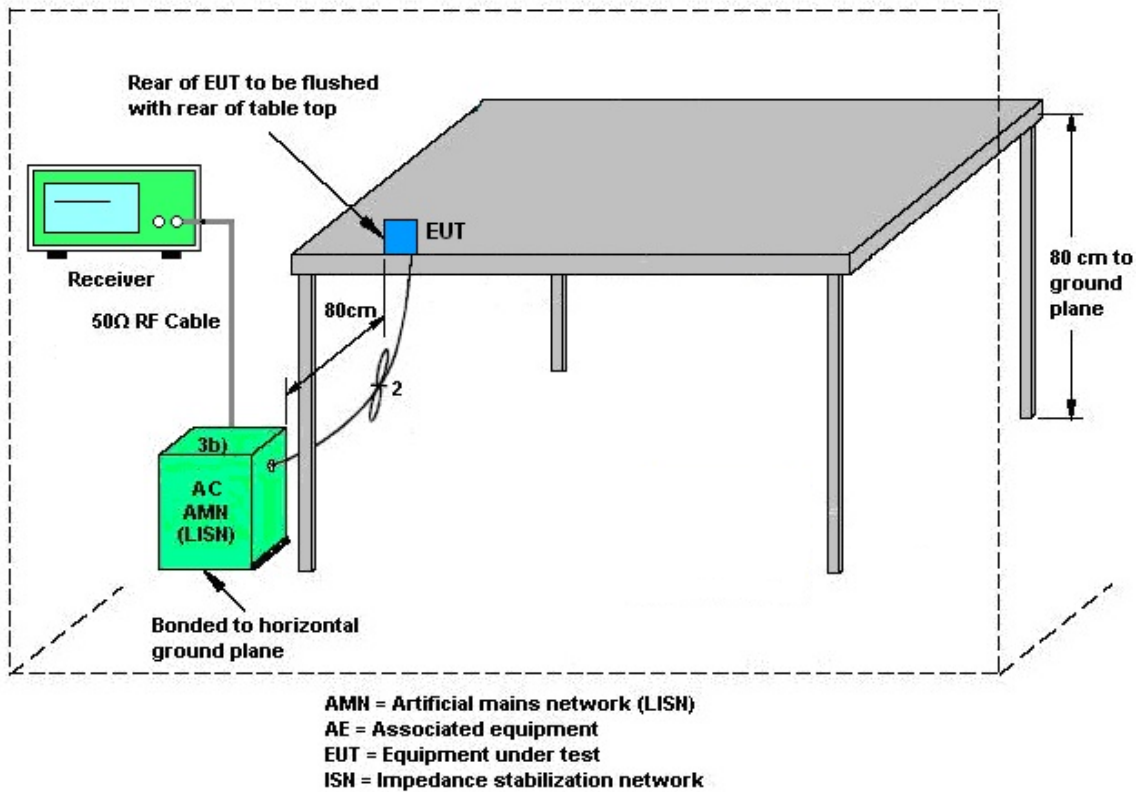 Rear of EUT to be flushed
with rear of table top
EUT
Receiver
50Ω RF Cable
80cm
80 cm to
ground
plane
2
3b)
AC
AMN
(LISN)
Bonded to horizontal
ground plane
AMN = Artificial mains network (LISN)
AE = Associated equipment
EUT = Equipment under test
ISN = Impedance stabilization network